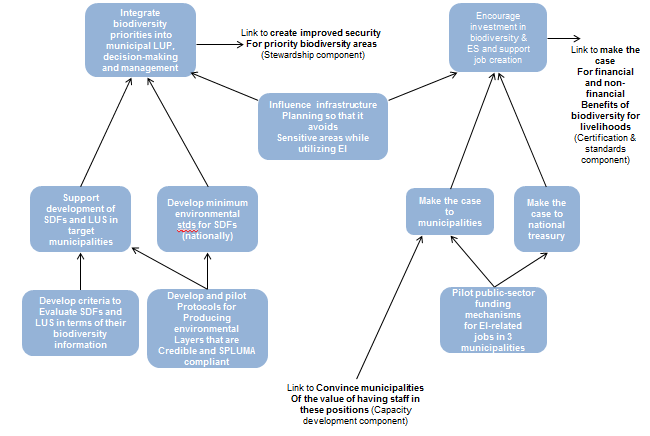 Integrate
biodiversity
priorities into
municipal LUP,
decision-making
and management
Link to create improved security
For priority biodiversity areas
(Stewardship component)
Encourage
investment in
biodiversity &
ES and support
job creation
Link to make the
case
For financial
and non-
financial
Benefits of
biodiversity for
livelihoods
(Certification &
standards
component)
Influence infrastructure
Planning so that it
avoids
Sensitive areas while
utilizing EI
Support
development of
SDFs and LUS in
target
municipalities
Develop minimum
environmental
stds for SDFs
(nationally)
Make the case
to
municipalities
Make the
case to
national
treasury
Develop criteria to
Evaluate SDFs and
LUS in terms of their
biodiversity
information
Develop and pilot
Protocols for
Producing
environmental
Layers that are
Credible and SPLUMA
compliant
Pilot public-sector
funding
mechanisms
for EI-related
jobs in 3
municipalities
Link to Convince municipalities
Of the value of having staff in
these positions (Capacity
development component)